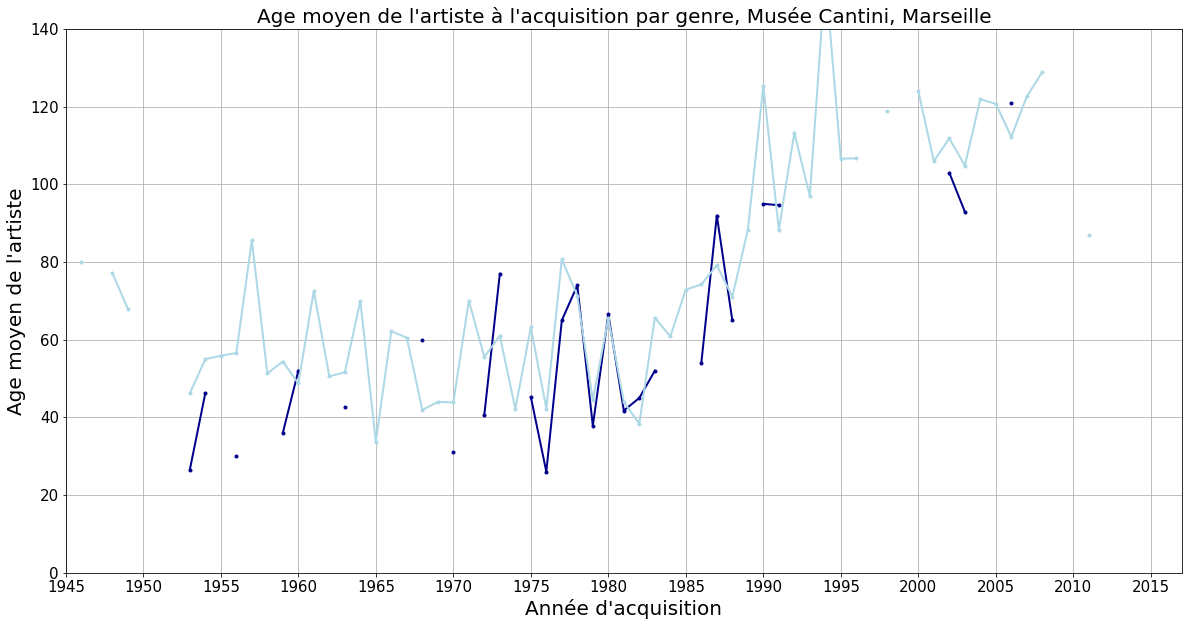 Age moyen de l'artiste à l'acquisition par genre, Musée Cantini, Marseille
140
120
100
80
60
40
20
0
Age moyen de l'artiste
1945 1950 1955 1960 1965 1970 1975 1980 1985 1990 1995 2000 2005 2010 2015
Année d'acquisition